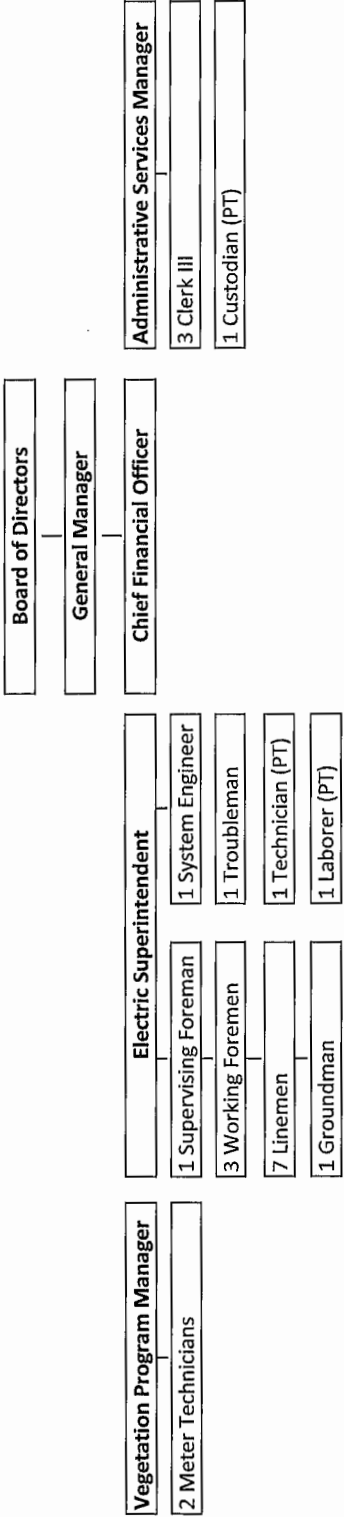 Board of Directors
General Manager
Vegetation Program Manager
Electric Superintendent
Chief Financial Officer
Administrative Services Manager
2 Meter Technicians
1 Supervising Foreman
1 System Engineer
3 Clerk III
3 Working Foremen
1 Troubleman
1 Custodian (PT)
7 Linemen
1 Technician (PT)
1 Groundman
1 Laborer (PT)